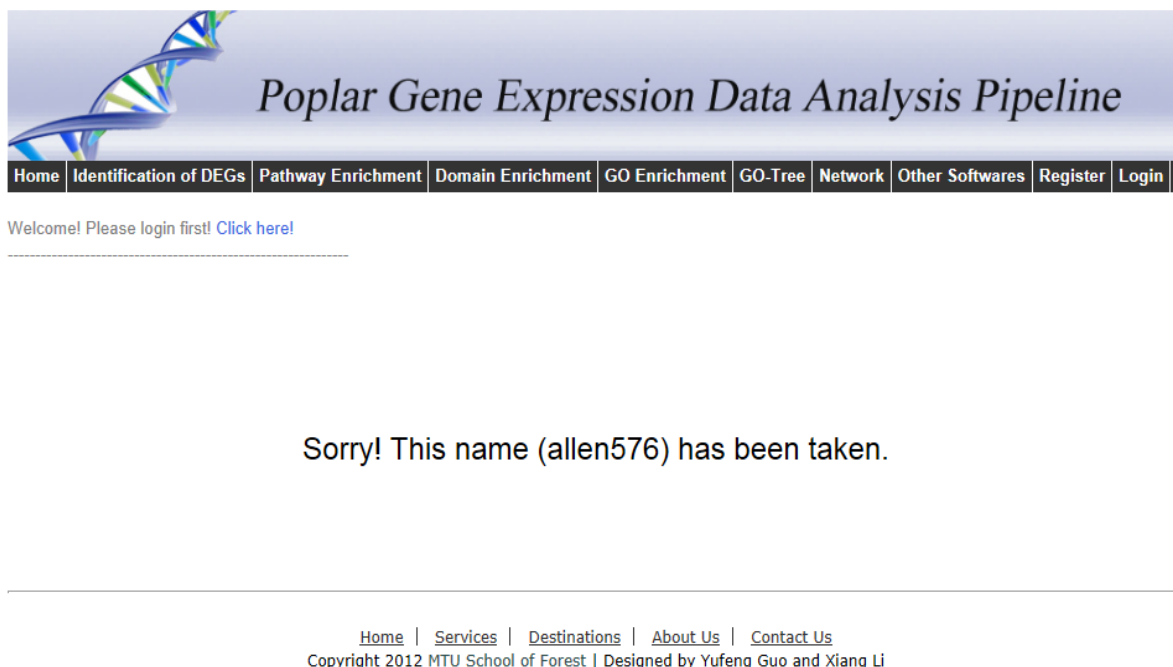 Poplar Gene Expression Data Analysis Pipeline
Home Identification of DEGs Pathway Enrichment Domain Enrichment GO Enrichment GO-Tree Network Other Softwares Register Login
Welcome! Please login first! Click here!
--------------------------------------------------------------
Sorry! This name (allen576) has been taken.
Home | Services | Destinations | About Us | Contact Us
Copyright 2012 MTU School of Forest | Designed by Yufeng Guo and Xiang Li